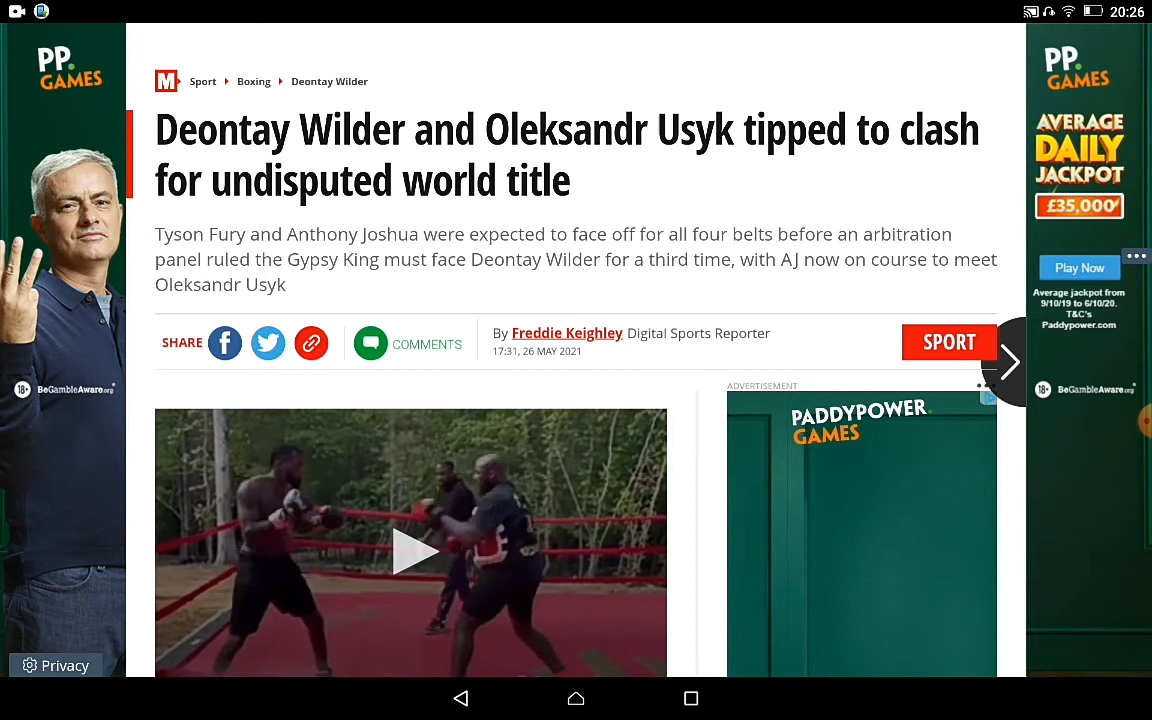 20:26
PP.
GAMES
M
Sport
Boxing
Deontay Wilder
Deontay Wilder and Oleksandr Usyk tipped to clash
for undisputed world title
Tyson Fury and Anthony Joshua were expected to face off for all four belts before an arbitration
panel ruled the Gypsy King must face Deontay Wilder for a third time, with AJ now on course to meet
Oleksandr Usyk
SHARE
COMMENTS
By Freddie Keighley Digital Sports Reporter
17:31, 26 MAY 2021
SPORT
ADVERTISEMENT
PADDYPOWER.
GAMES
18+ BeGambleAware.org
Privacy
PP.
GAMES
AVERAGE
DAILY
JACKPOT
£35,000
Play Now
Average jackpot from
9/10/19 to 6/10/20.
T&C's
Paddypower.com
18+ BeGambleAware.org